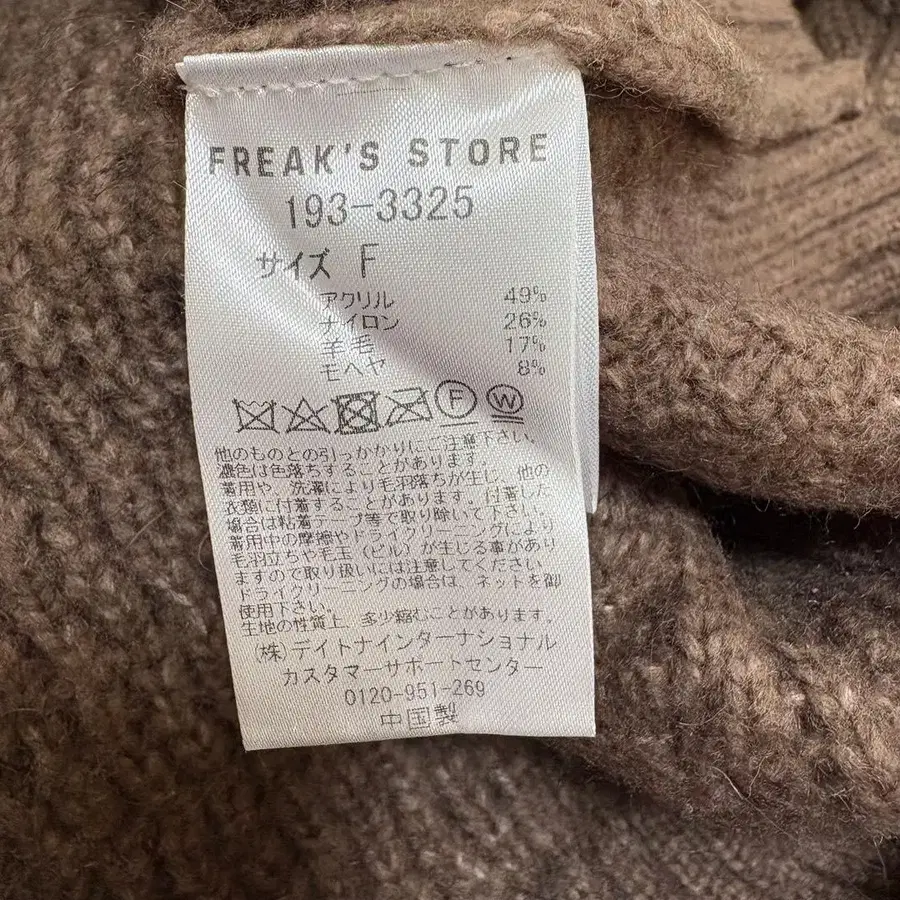 FREAK'S STORE
193-3325
サイズ F
アクリル 49%
ナイロン 26%
羊毛 17%
モヘヤ 8%
F W
他のものとの引っかかりにご注意下さい。
濃色は色落ちすることがあります。
着用や、洗濯により毛羽落ちが生じ、他の
衣類に付着することがあります。付着した
場合は粘着テープ等で取り除いて下さい。
着用中の摩擦やドライクリーニングにより
毛羽立ちや毛玉(ピル)が生じる事があり
ますので取り扱いには注意してください
ドライクリーニングの場合は、ネットを御
使用下さい。
生地の性質上、多少縮むことがあります。
(株)デイトナインターナショナル
カスタマーサポートセンター
0120-951-269
中国製